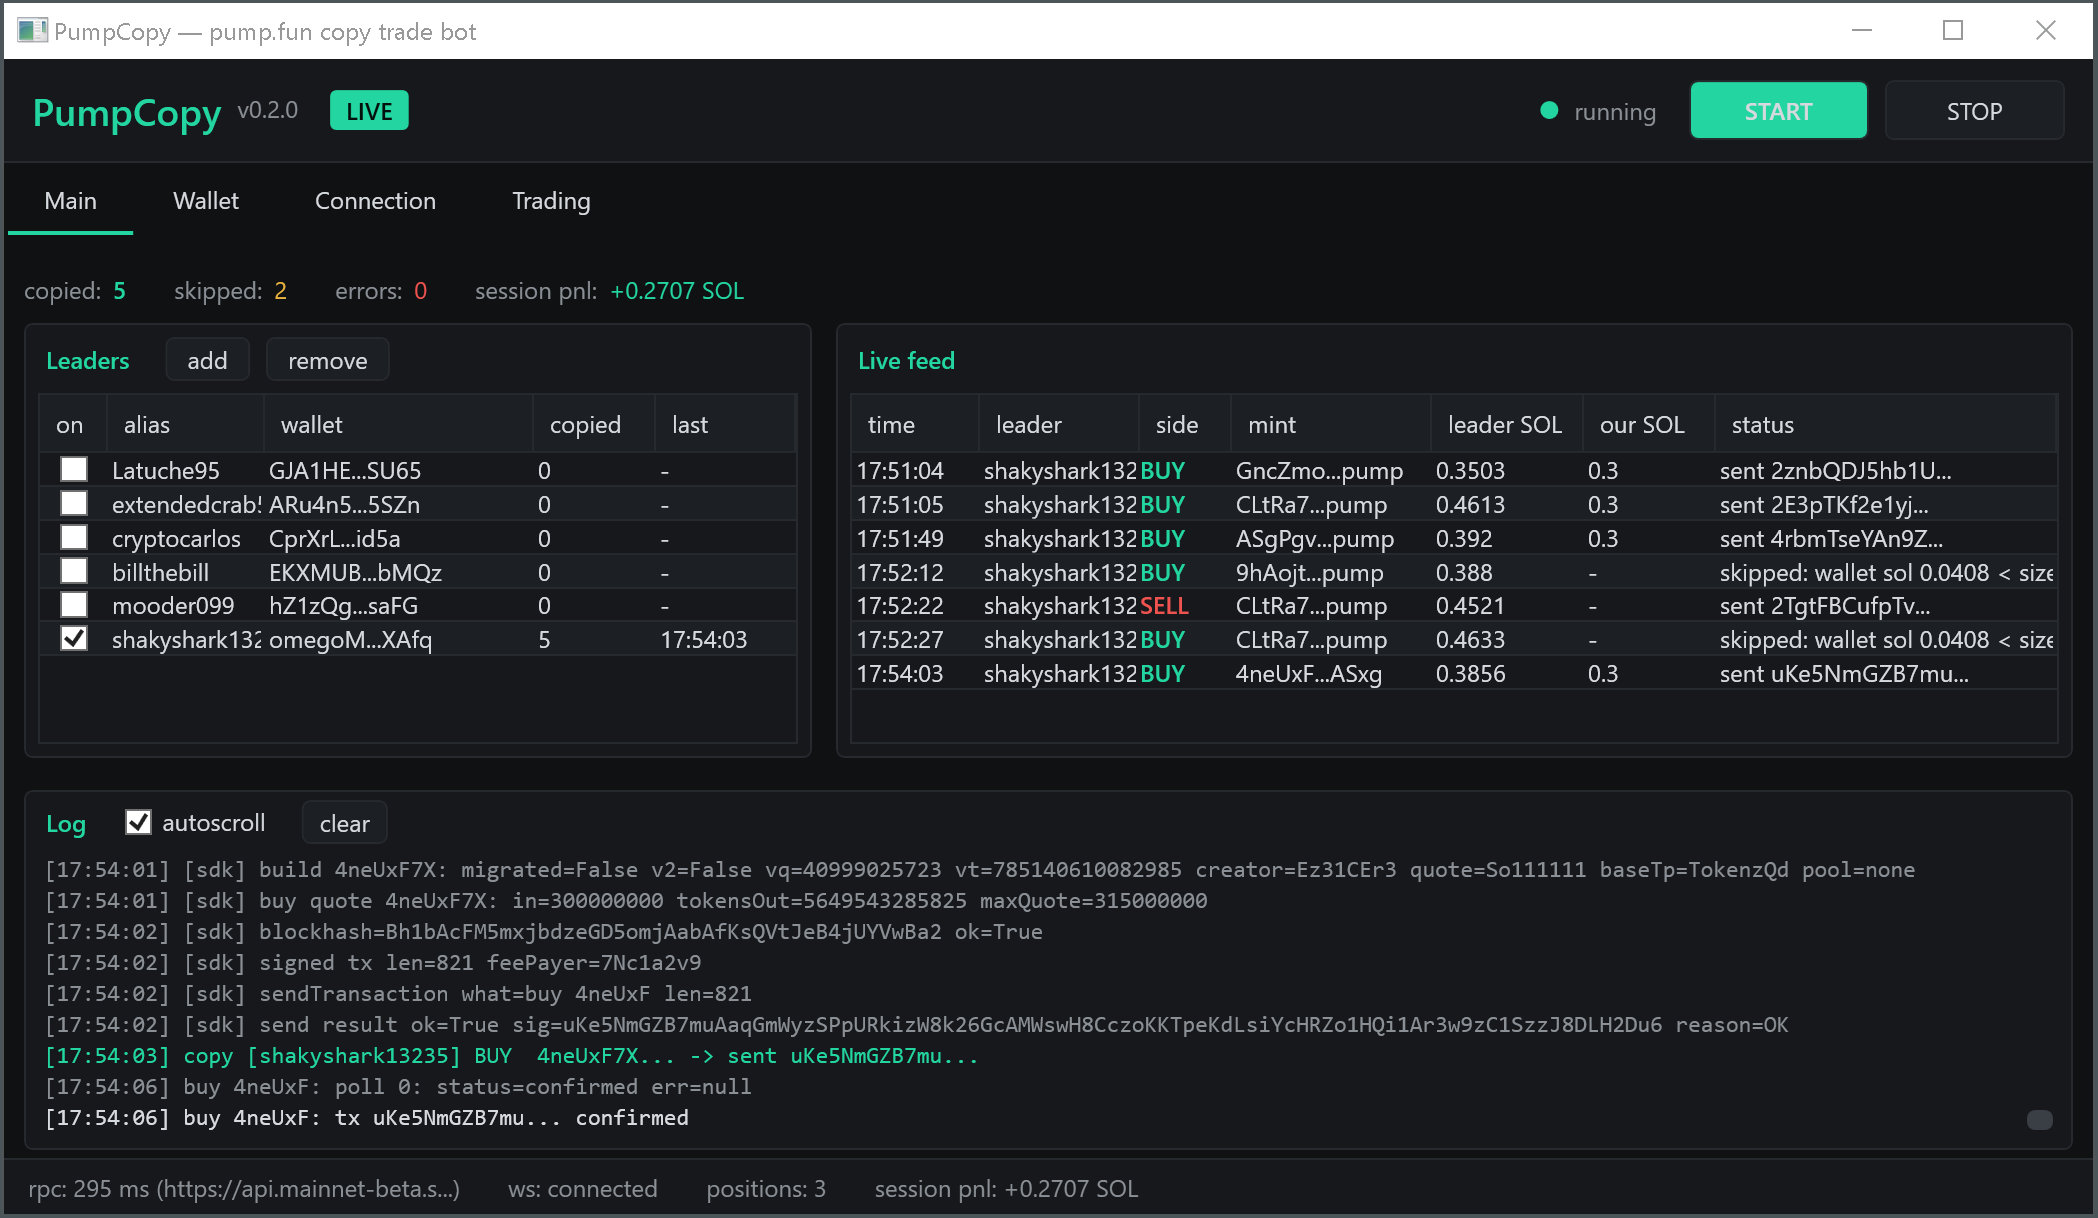 PumpCopy — pump.fun copy trade bot
PumpCopy v0.2.0 LIVE running START STOP
Main Wallet Connection Trading
copied: 5 skipped: 2 errors: 0 session pnl: +0.2707 SOL
Leaders add remove
on alias wallet copied last
Latuche95 GJA1HE...SU65 0 -
extendedcrab5 ARu4n5...5SZn 0 -
cryptocarlos CprXrL...id5a 0 -
billthebill EKXMUB...bMQz 0 -
mooder099 hZ1zQg...saFG 0 -
shakyshark132 omegoM...XAfq 5 17:54:03
Live feed
time leader side mint leader SOL our SOL status
17:51:04 shakyshark132 BUY GncZmo...pump 0.3503 0.3 sent 2znbQDJ5hb1U...
17:51:05 shakyshark132 BUY CLtRa7...pump 0.4613 0.3 sent 2E3pTKf2e1yj...
17:51:49 shakyshark132 BUY ASgPgv...pump 0.392 0.3 sent 4rbmTseYAn9Z...
17:52:12 shakyshark132 BUY 9hAojt...pump 0.388 - skipped: wallet sol 0.0408 < size
17:52:22 shakyshark132 SELL CLtRa7...pump 0.4521 - sent 2TgtFBCufpTv...
17:52:27 shakyshark132 BUY CLtRa7...pump 0.4633 - skipped: wallet sol 0.0408 < size
17:54:03 shakyshark132 BUY 4neUxF...ASxg 0.3856 0.3 sent uKe5NmGZB7mu...
Log autoscroll clear
[17:54:01] [sdk] build 4neUxF7X: migrated=False v2=False vq=40999025723 vt=785140610082985 creator=Ez31CEr3 quote=So111111 baseTp=TokenzQd pool=none
[17:54:01] [sdk] buy quote 4neUxF7X: in=300000000 tokensOut=5649543285825 maxQuote=315000000
[17:54:02] [sdk] blockhash=Bh1bAcFM5mxjbdzeGD5omjAabAfKsQVtJeB4jUYVwBa2 ok=True
[17:54:02] [sdk] signed tx len=821 feePayer=7Nc1a2v9
[17:54:02] [sdk] sendTransaction what=buy 4neUxF len=821
[17:54:02] [sdk] send result ok=True sig=uKe5NmGZB7muAaqGmWyzSPpURkizW8k26GcAMWswH8CczoKKTpeKdLsiYcHRZo1HQi1Ar3w9zC1SzzJ8DLH2Du6 reason=OK
[17:54:03] copy [shakyshark13235] BUY 4neUxF7X... -> sent uKe5NmGZB7mu...
[17:54:06] buy 4neUxF: poll 0: status=confirmed err=null
[17:54:06] buy 4neUxF: tx uKe5NmGZB7mu... confirmed
rpc: 295 ms (https://api.mainnet-beta.s...) ws: connected positions: 3 session pnl: +0.2707 SOL